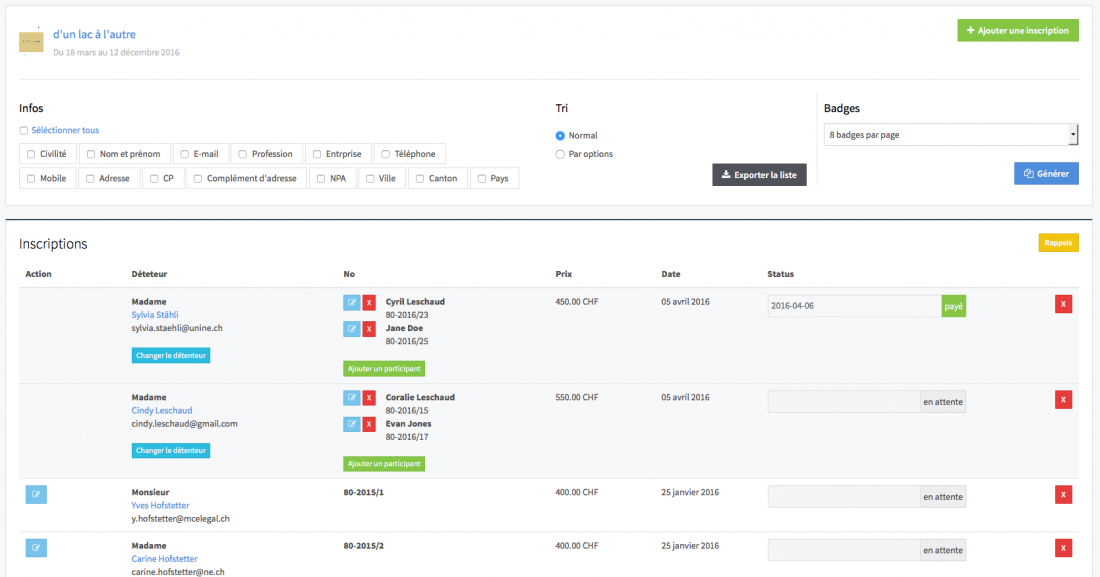 d'un lac à l'autre
+ Ajouter une inscription
Du 18 mars au 12 décembre 2016
Infos
Séléctionner tous
Civilité Nom et prénom E-mail Profession Entrprise Téléphone
Mobile Adresse CP Complément d'adresse NPA Ville Canton Pays
Tri
Normal
Par options
Exporter la liste
Badges
8 badges par page
Générer
Inscriptions
Rappels
Action Déteteur No Prix Date Status
Madame
Sylvia Stähli
sylvia.staehli@unine.ch
Changer le détenteur
x Cyril Leschaud
80-2016/23
x Jane Doe
80-2016/25
Ajouter un participant
450.00 CHF
05 avril 2016
2016-04-06 payé
x
Madame
Cindy Leschaud
cindy.leschaud@gmail.com
Changer le détenteur
x Coralie Leschaud
80-2016/15
x Evan Jones
80-2016/17
Ajouter un participant
550.00 CHF
05 avril 2016
en attente
x
Monsieur
Yves Hofstetter
y.hofstetter@mcelegal.ch
80-2015/1
400.00 CHF
25 janvier 2016
en attente
x
Madame
Carine Hofstetter
carine.hofstetter@ne.ch
80-2015/2
400.00 CHF
25 janvier 2016
en attente
x